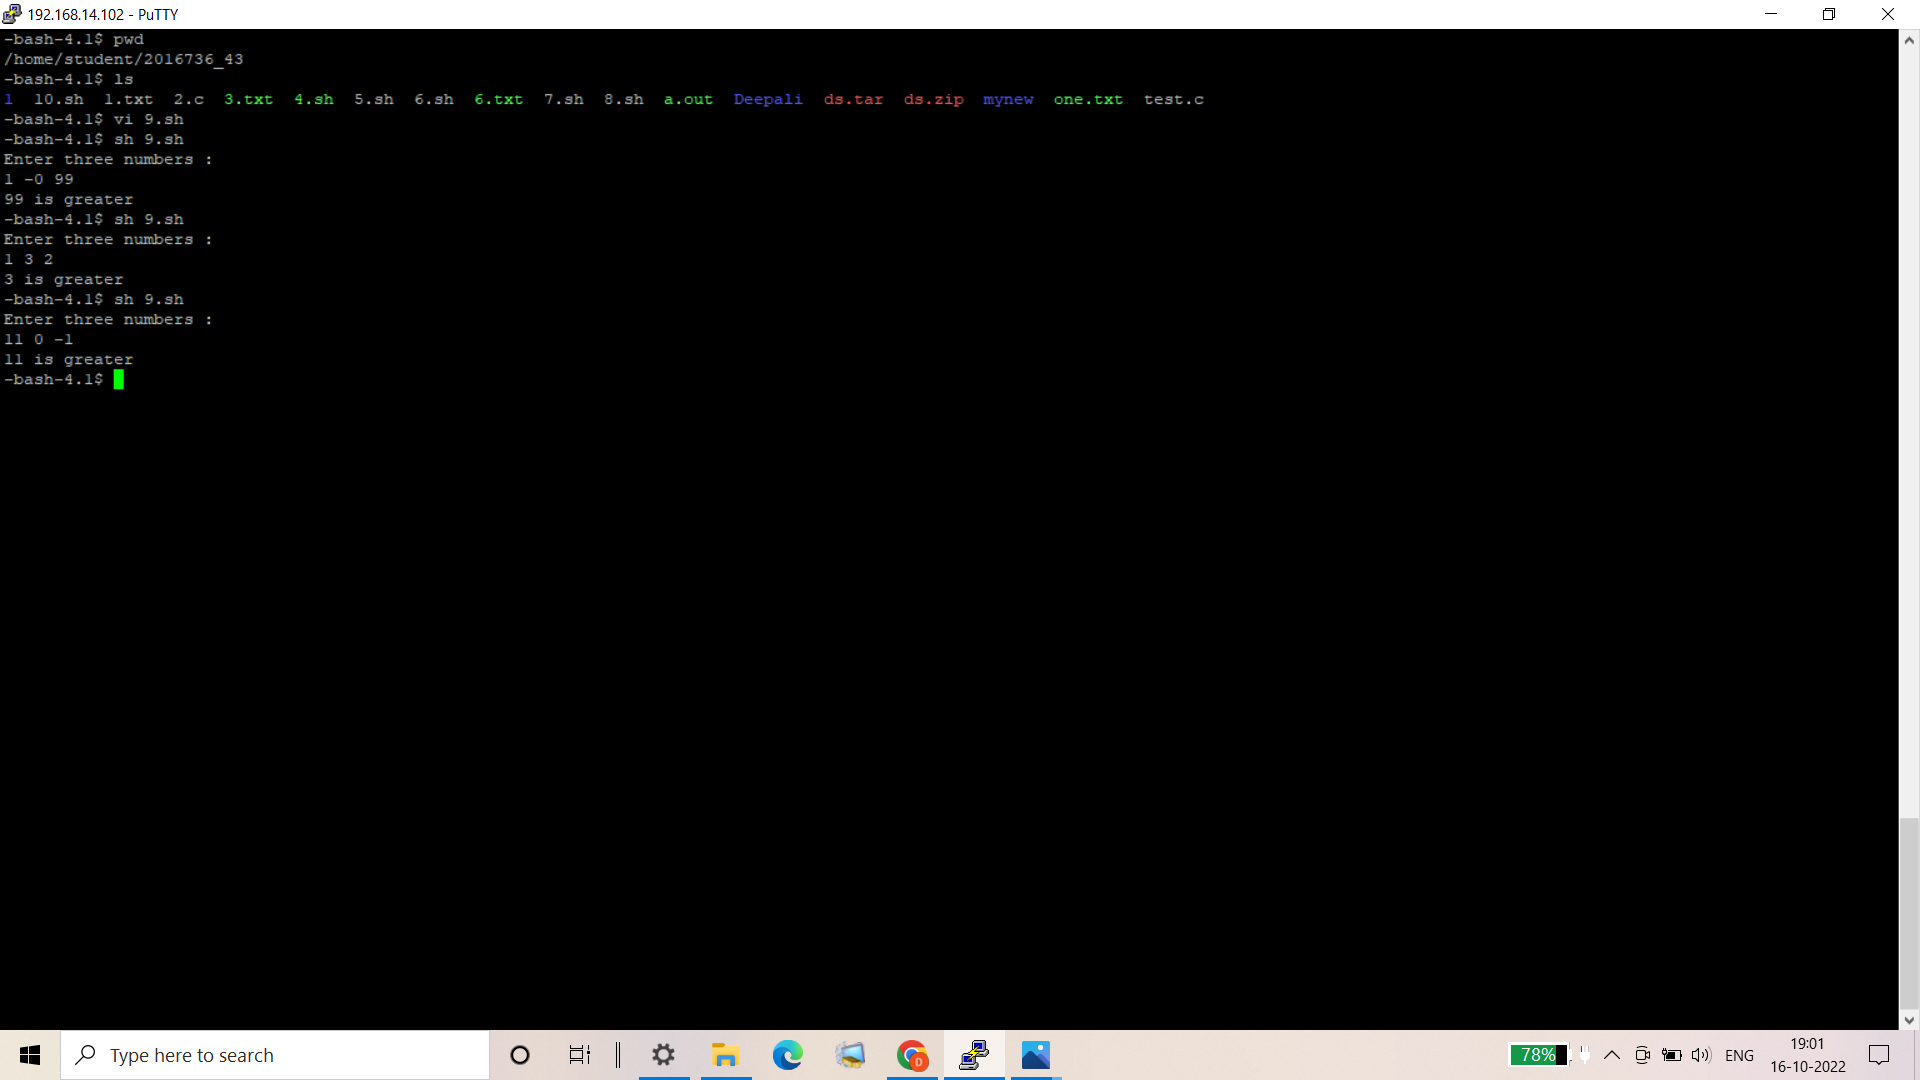 192.168.14.102 - PuTTY
-bash-4.1$ pwd
/home/student/2016736_43
-bash-4.1$ ls
1  10.sh  1.txt  2.c  3.txt  4.sh  5.sh  6.sh  6.txt  7.sh  8.sh  a.out  Deepali  ds.tar  ds.zip  mynew  one.txt  test.c
-bash-4.1$ vi 9.sh
-bash-4.1$ sh 9.sh
Enter three numbers :
1 -0 99
99 is greater
-bash-4.1$ sh 9.sh
Enter three numbers :
1 3 2
3 is greater
-bash-4.1$ sh 9.sh
Enter three numbers :
11 0 -1
11 is greater
-bash-4.1$
Type here to search
D
78%
ENG
19:01
16-10-2022